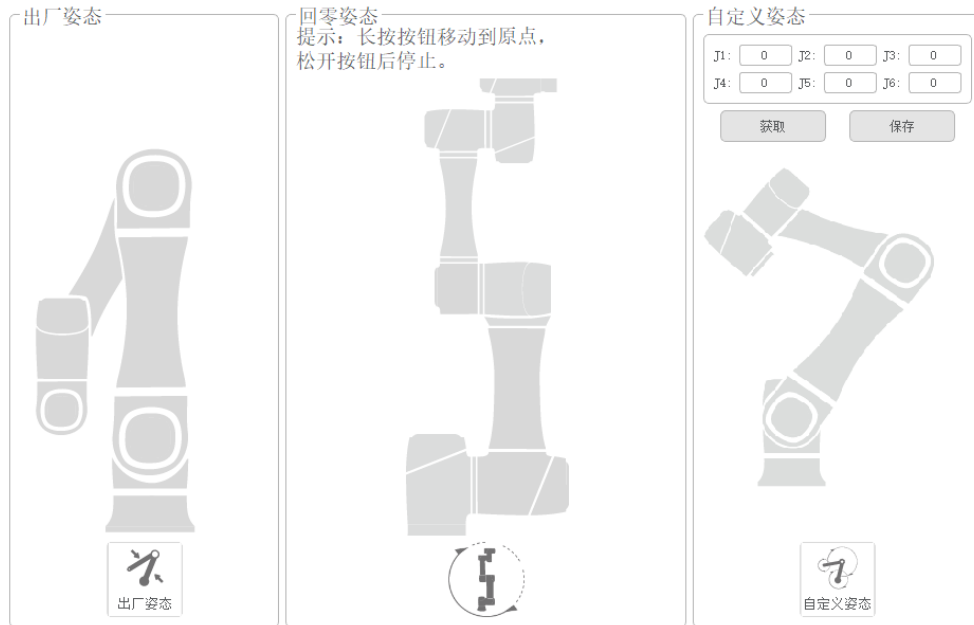 出厂姿态
出厂姿态
回零姿态
提示：长按按钮移动到原点，
松开按钮后停止。
自定义姿态
J1: 0 J2: 0 J3: 0
J4: 0 J5: 0 J6: 0
获取 保存
自定义姿态